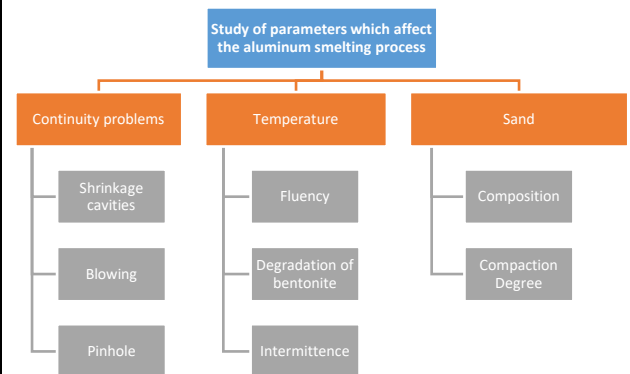 Study of parameters which affect
the aluminum smelting process
Continuity problems
Temperature
Sand
Shrinkage
cavities
Fluency
Composition
Blowing
Degradation of
bentonite
Compaction
Degree
Pinhole
Intermittence